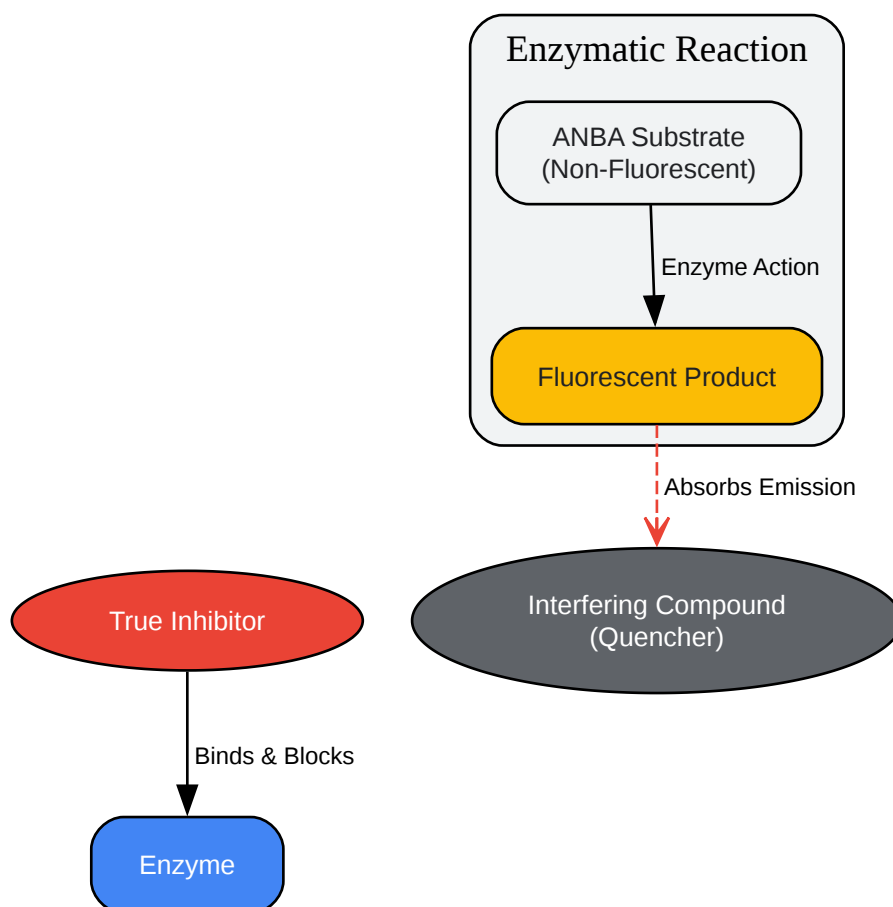 Enzymatic Reaction
ANBA Substrate
(Non-Fluorescent)
Enzyme Action
Fluorescent Product
Absorbs Emission
Interfering Compound
(Quencher)
True Inhibitor
Binds & Blocks
Enzyme